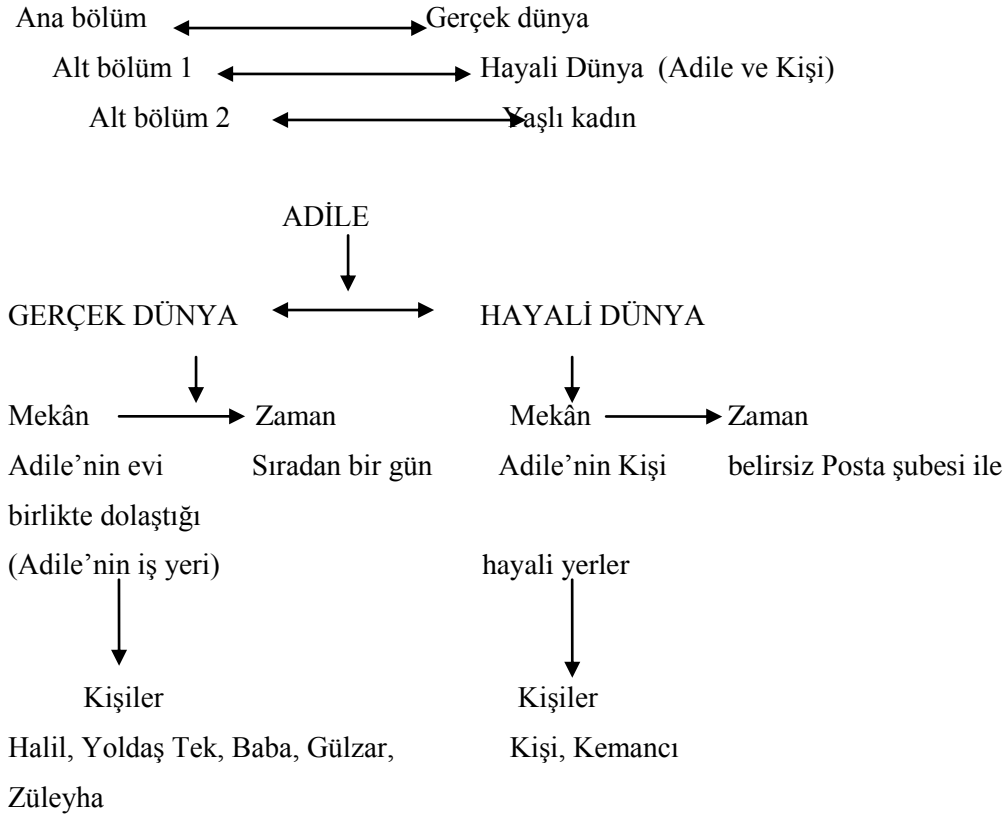 Ana bölüm Gerçek dünya
Alt bölüm 1 Hayali Dünya (Adile ve Kişi)
Alt bölüm 2 Yaşlı kadın
ADİLE
GERÇEK DÜNYA HAYALİ DÜNYA
Mekân Zaman Mekân Zaman
Adile’nin evi Sıradan bir gün Adile’nin Kişi belirsiz Posta şubesi ile
birlikte dolaştığı
(Adile’nin iş yeri) hayali yerler
Kişiler Kişiler
Halil, Yoldaş Tek, Baba, Gülzar, Kişi, Kemancı
Züleyha